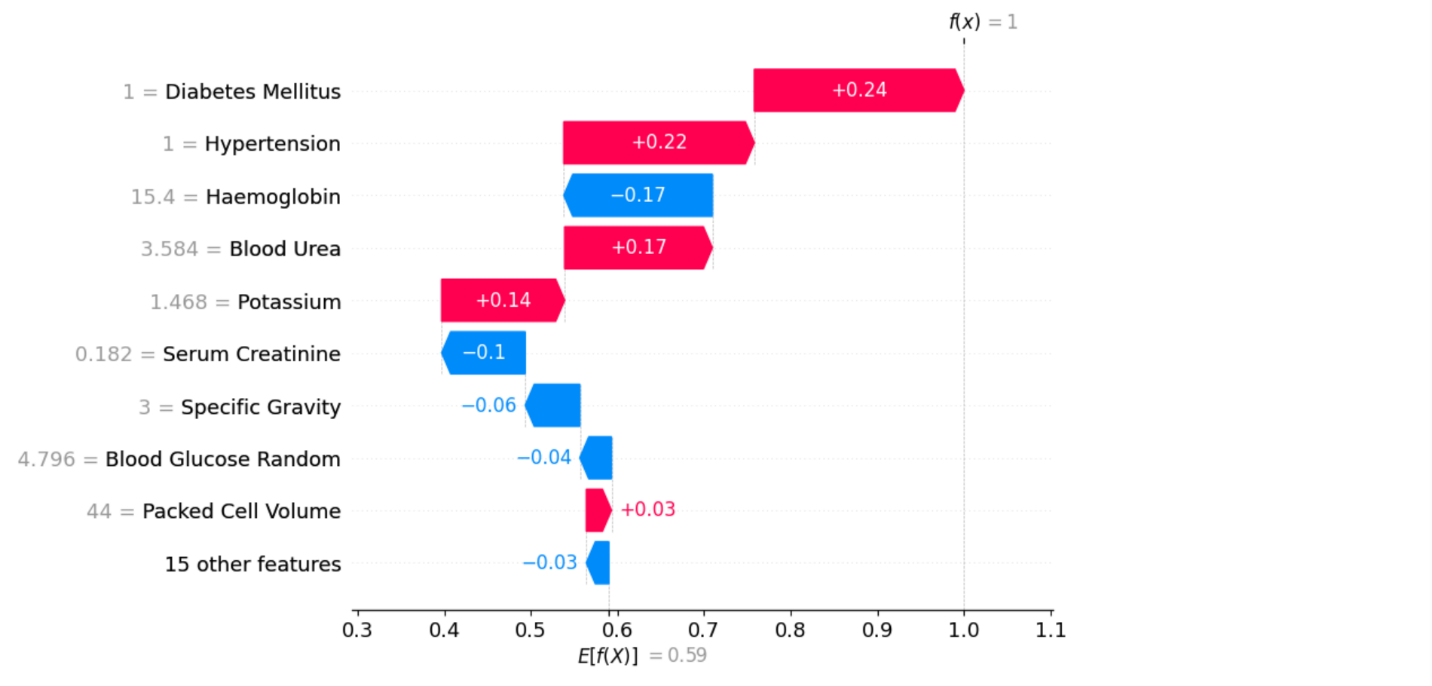 f(x) = 1
1 = Diabetes Mellitus +0.24
1 = Hypertension +0.22
15.4 = Haemoglobin −0.17
3.584 = Blood Urea +0.17
1.468 = Potassium +0.14
0.182 = Serum Creatinine −0.1
3 = Specific Gravity −0.06
4.796 = Blood Glucose Random −0.04
44 = Packed Cell Volume +0.03
15 other features −0.03
0.3 0.4 0.5 0.6 0.7 0.8 0.9 1.0 1.1
E[f(X)] = 0.59